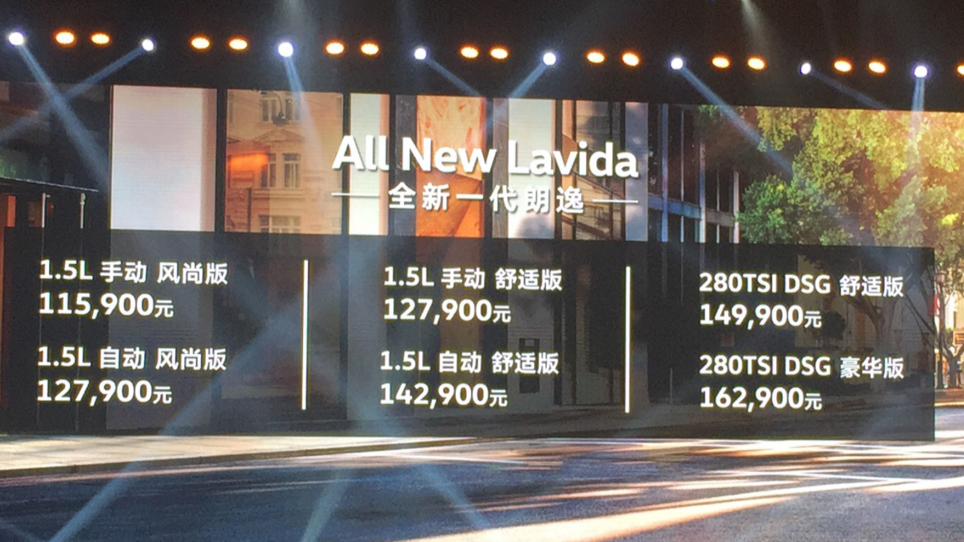 All New Lavida
全新一代朗逸
1.5L 手动 风尚版
115,900元
1.5L 自动 风尚版
127,900元
1.5L 手动 舒适版
127,900元
1.5L 自动 舒适版
142,900元
280TSI DSG 舒适版
149,900元
280TSI DSG 豪华版
162,900元